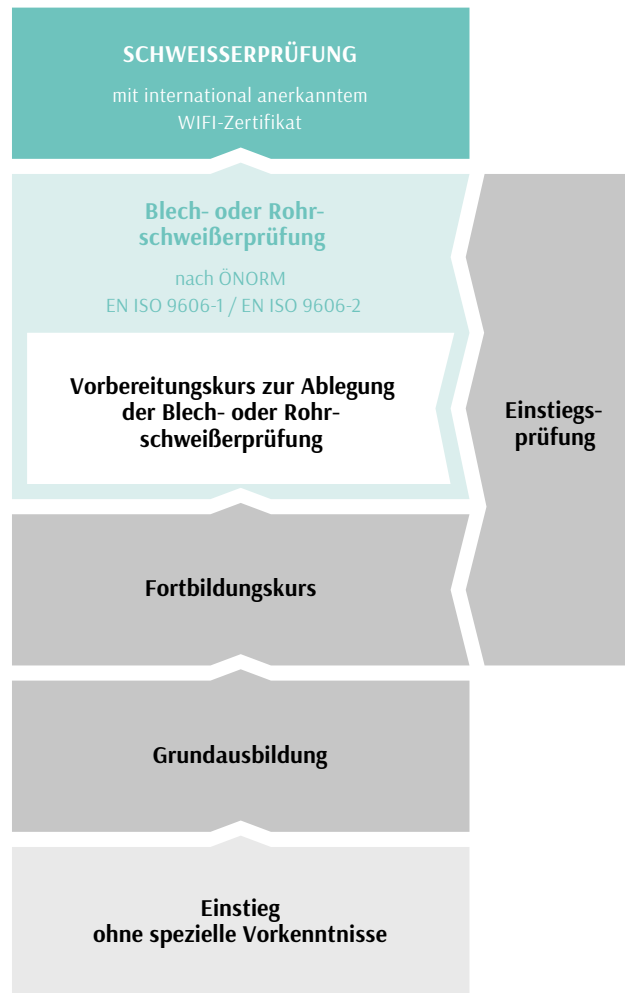 SCHWEISSERPRÜFUNG
mit international anerkanntem
WIFI-Zertifikat
Blech- oder Rohr-
schweißerprüfung
nach ÖNORM
EN ISO 9606-1 / EN ISO 9606-2
Vorbereitungskurs zur Ablegung
der Blech- oder Rohr-
schweißerprüfung
Einstiegs-
prüfung
Fortbildungskurs
Grundausbildung
Einstieg
ohne spezielle Vorkenntnisse